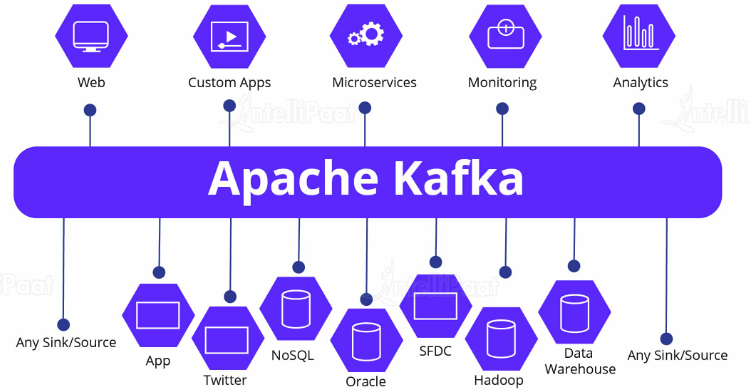 Web
Custom Apps
Microservices
Monitoring
Analytics
IntelliPaat
Apache Kafka
Any Sink/Source
App
Twitter
NoSQL
Oracle
SFDC
Hadoop
Data
Warehouse
Any Sink/Source